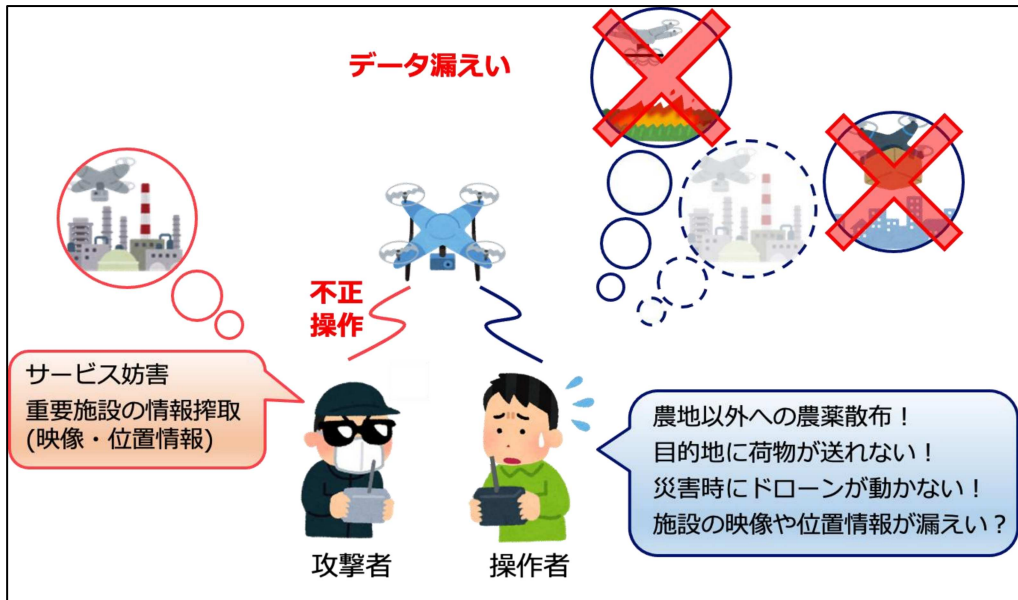 データ漏えい
不正
操作
サービス妨害
重要施設の情報搾取
(映像・位置情報)
農地以外への農薬散布！
目的地に荷物が送れない！
災害時にドローンが動かない！
施設の映像や位置情報が漏えい？
攻撃者
操作者